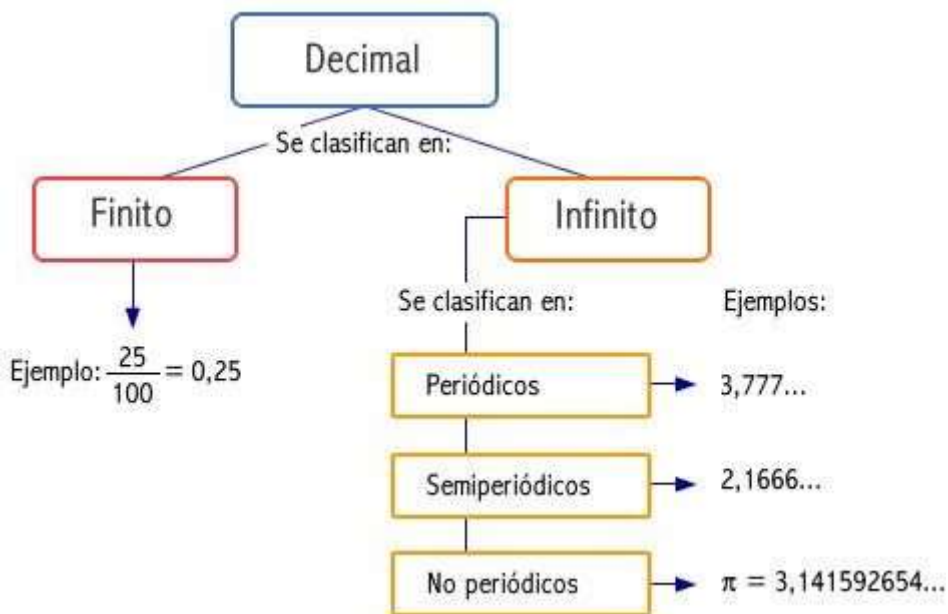 Decimal
Se clasifican en:
Finito
Infinito
Se clasifican en:
Ejemplos:
Ejemplo: 25/100 = 0,25
Periódicos
3,777...
Semiperiódicos
2,1666...
No periódicos
π = 3,141592654...